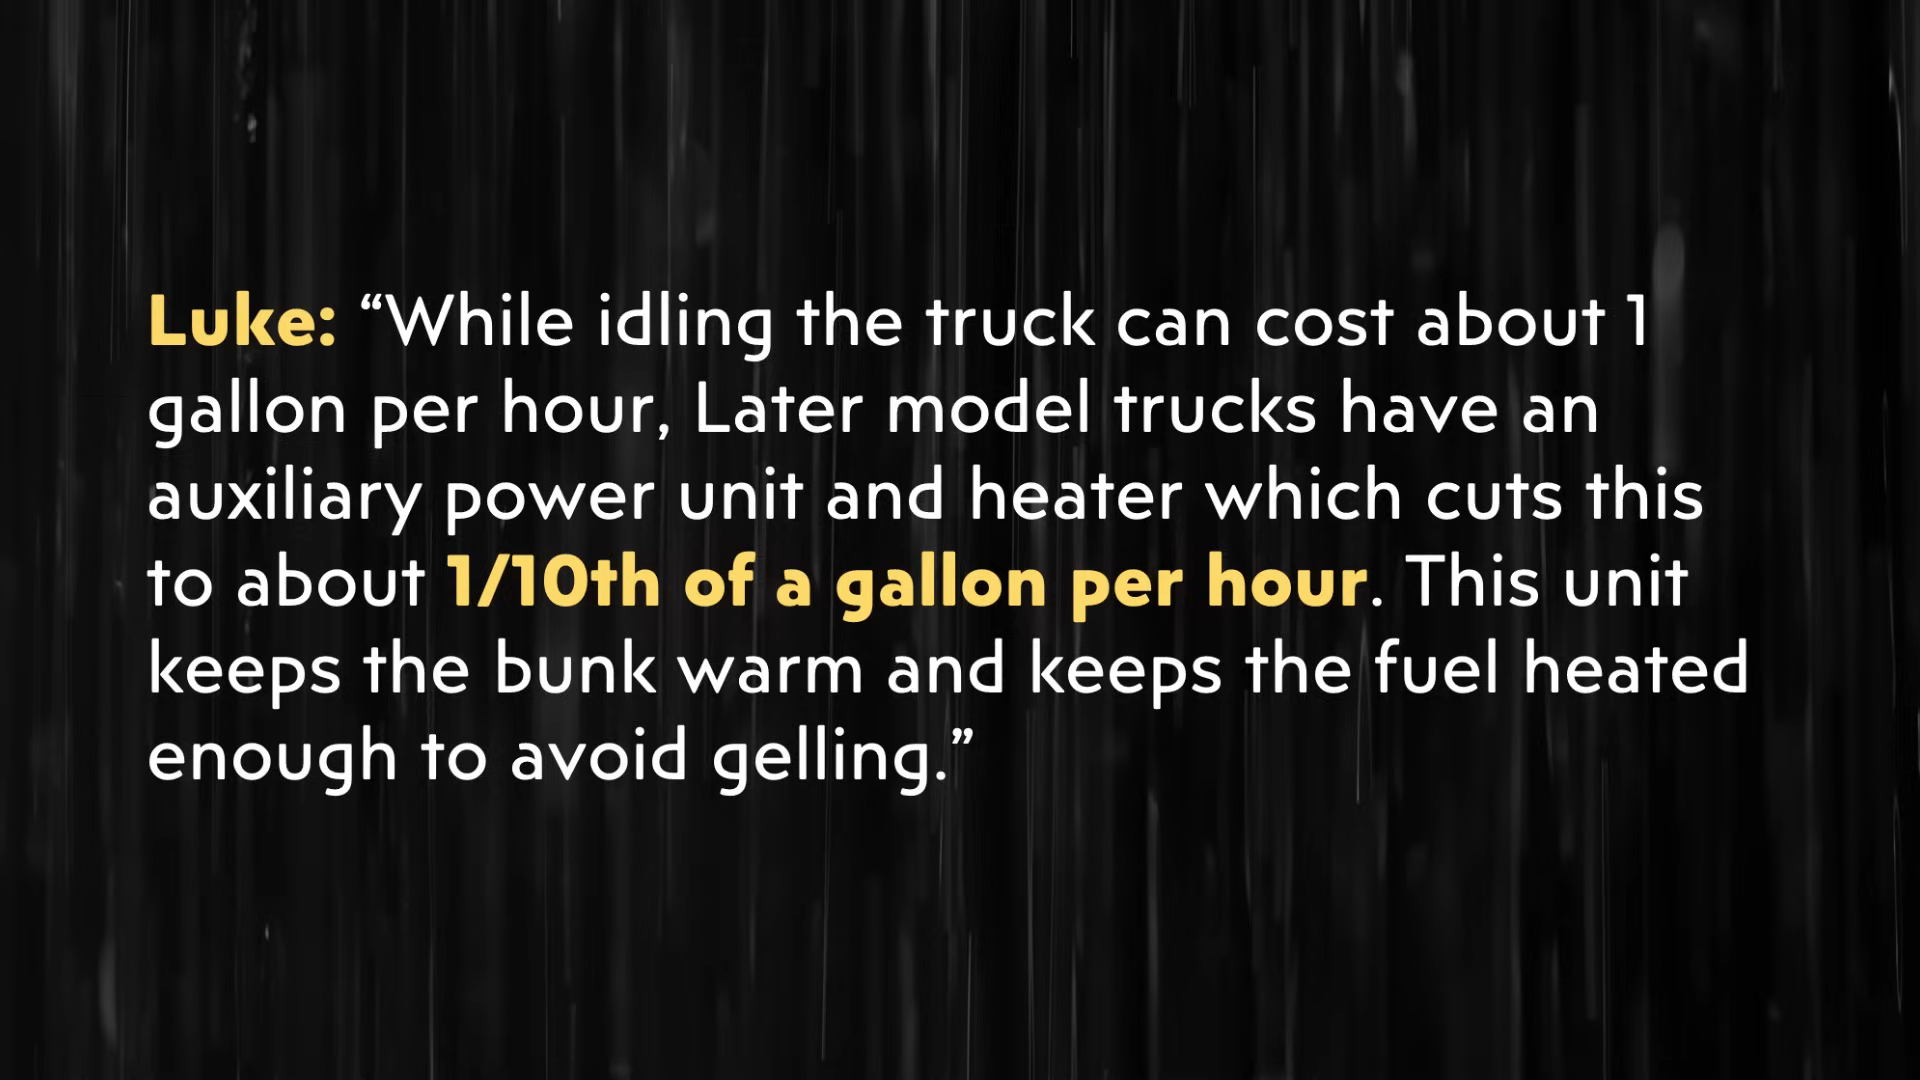 Luke: “While idling the truck can cost about 1
gallon per hour, Later model trucks have an
auxiliary power unit and heater which cuts this
to about 1/10th of a gallon per hour. This unit
keeps the bunk warm and keeps the fuel heated
enough to avoid gelling.”